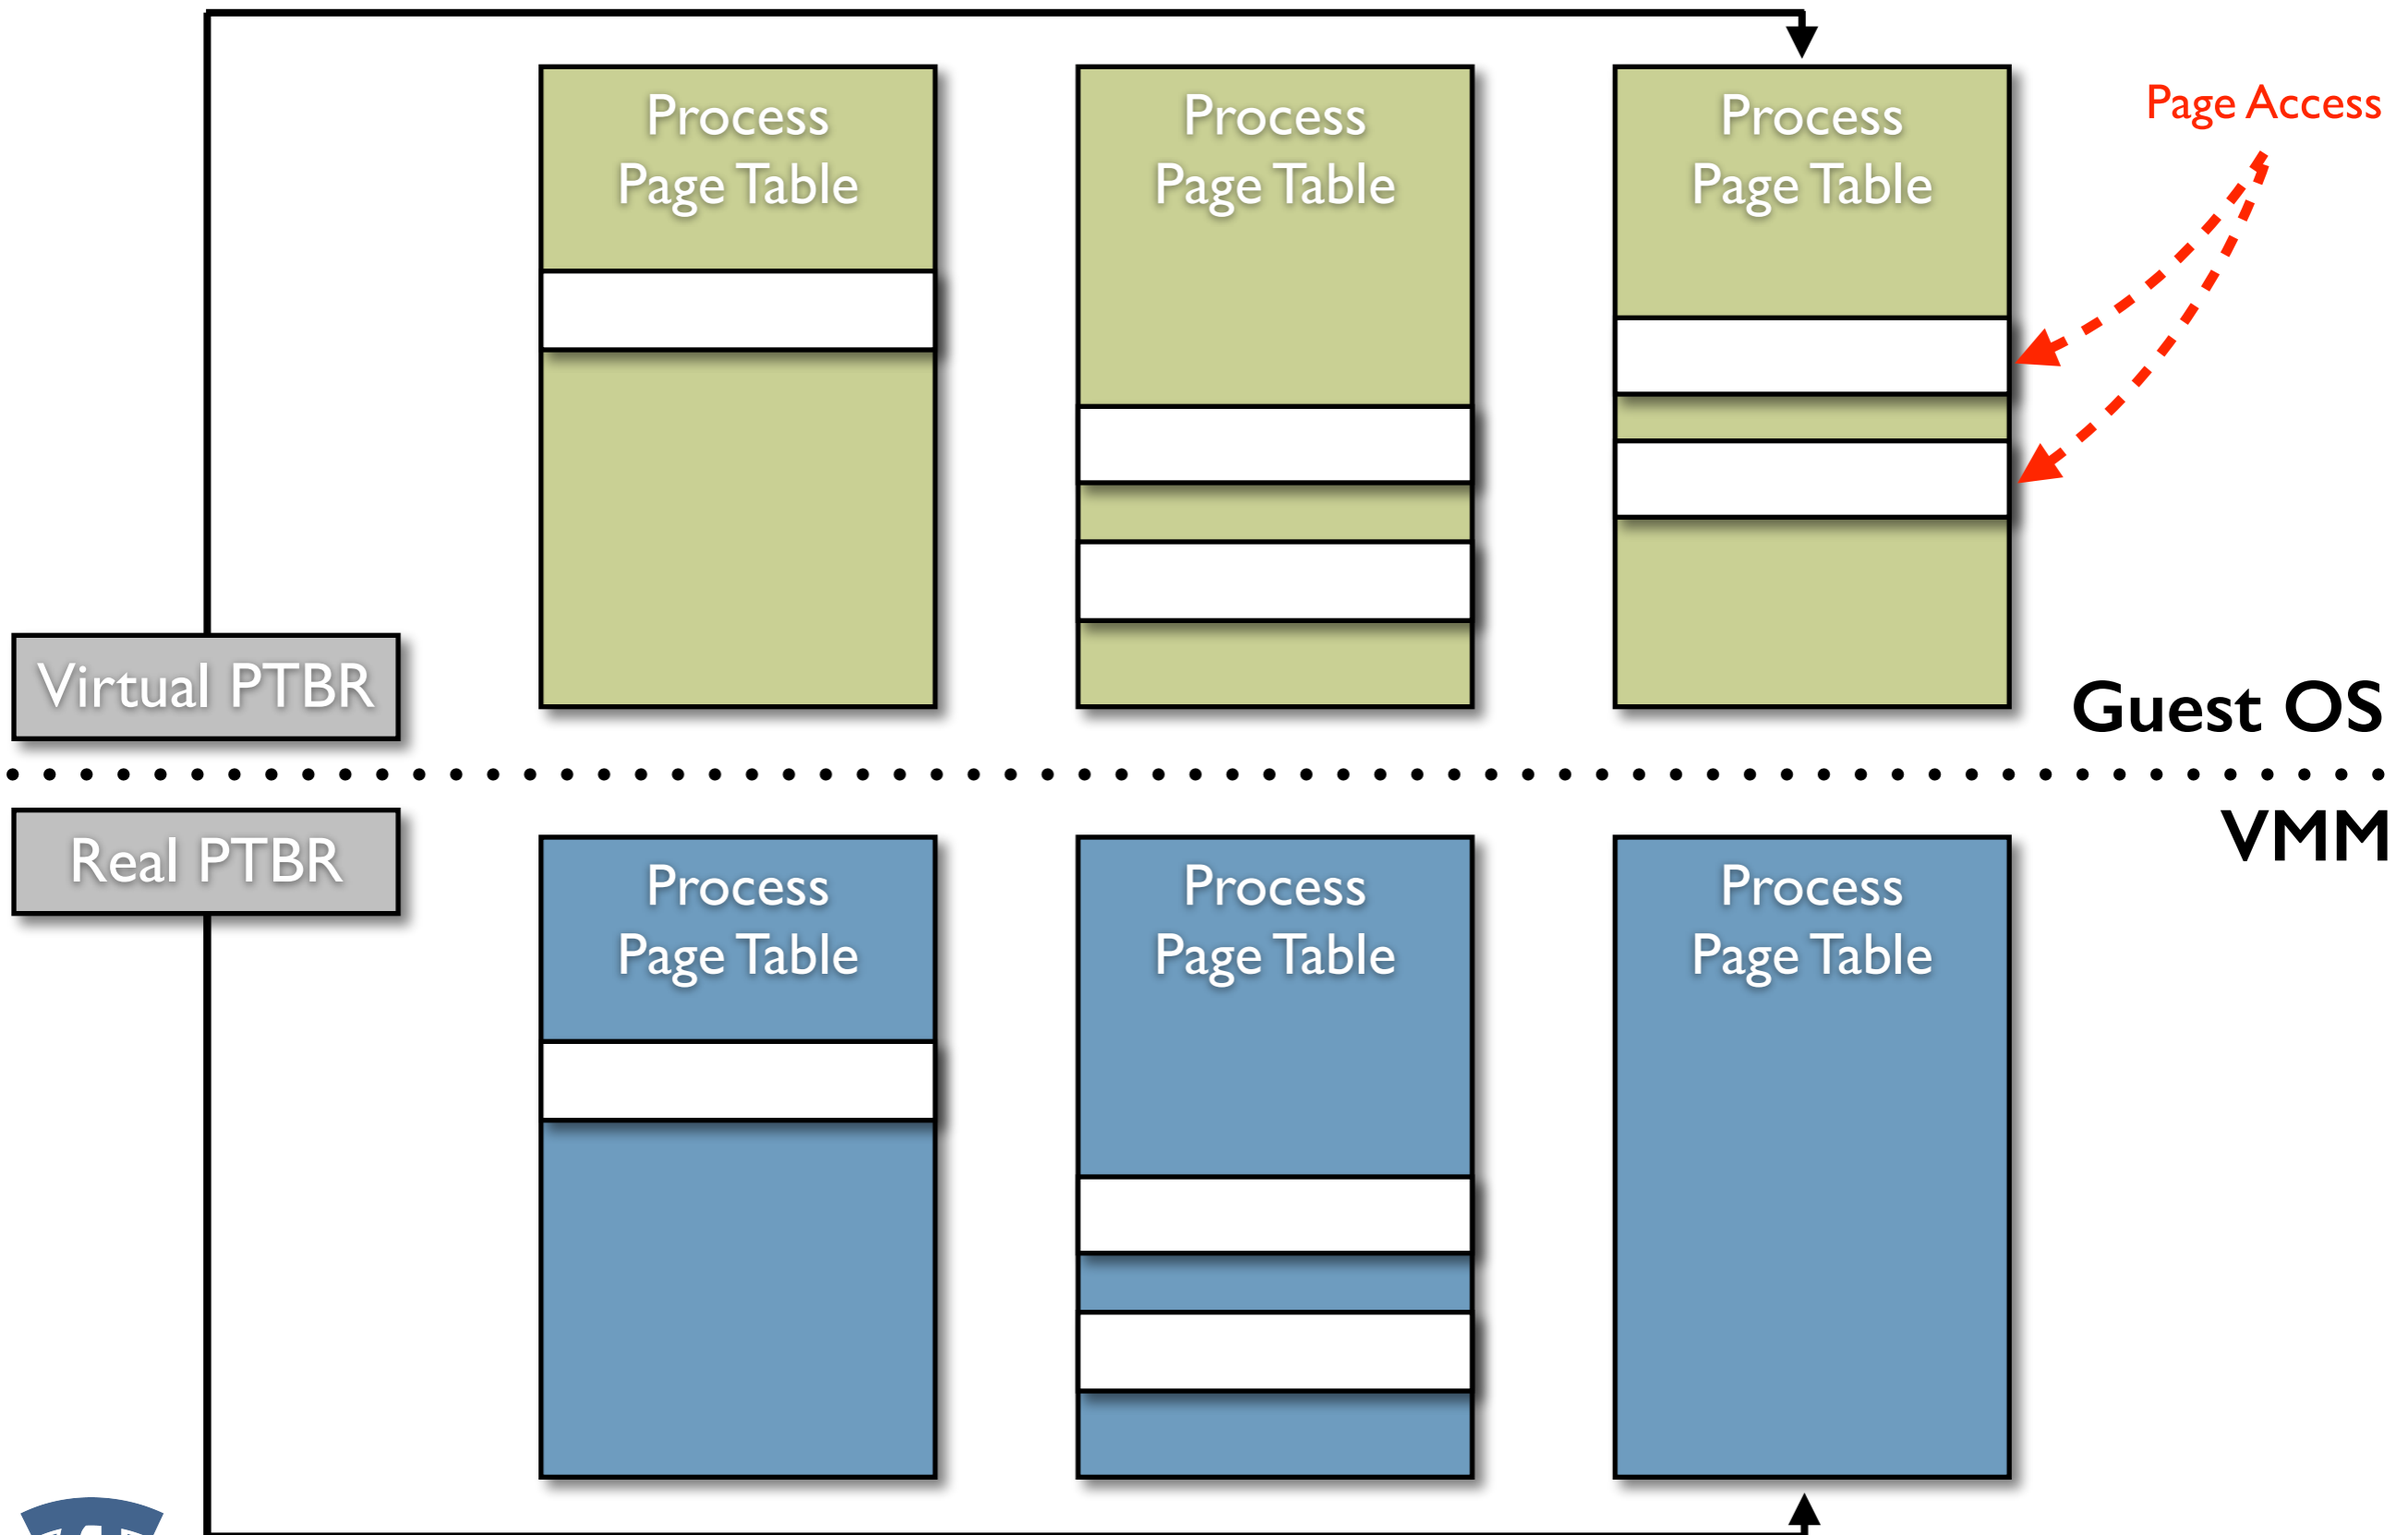 Process
Page Table
Process
Page Table
Process
Page Table
Page Access
Virtual PTBR
Guest OS
Real PTBR
VMM
Process
Page Table
Process
Page Table
Process
Page Table